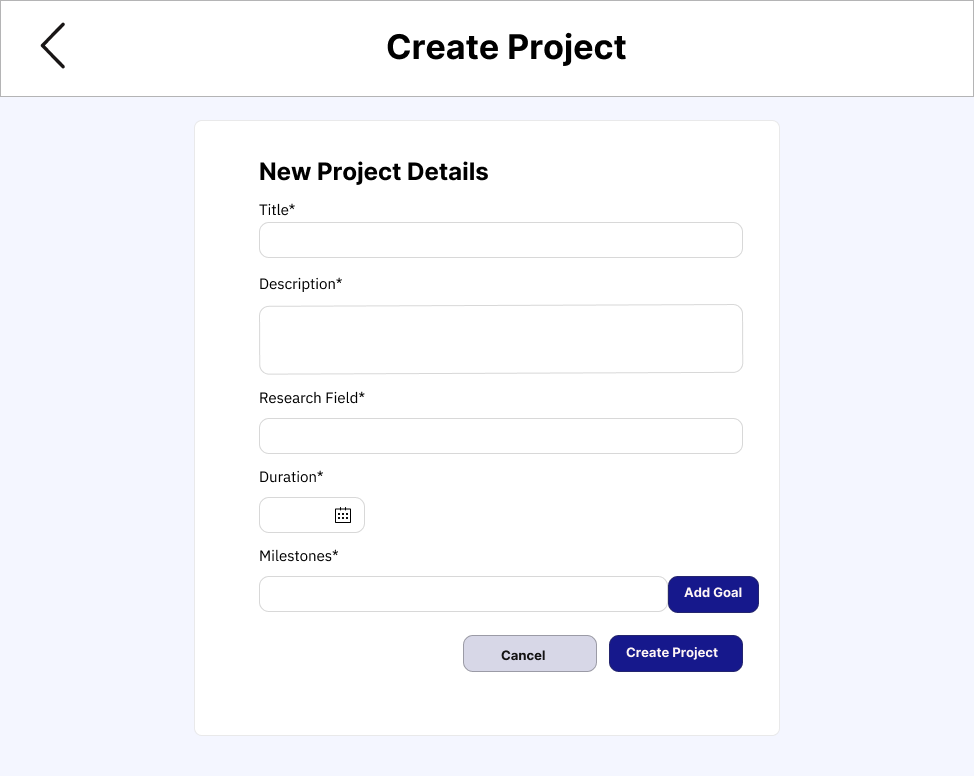 Create Project
New Project Details
Title*
Description*
Research Field*
Duration*
Milestones*
Add Goal
Cancel
Create Project